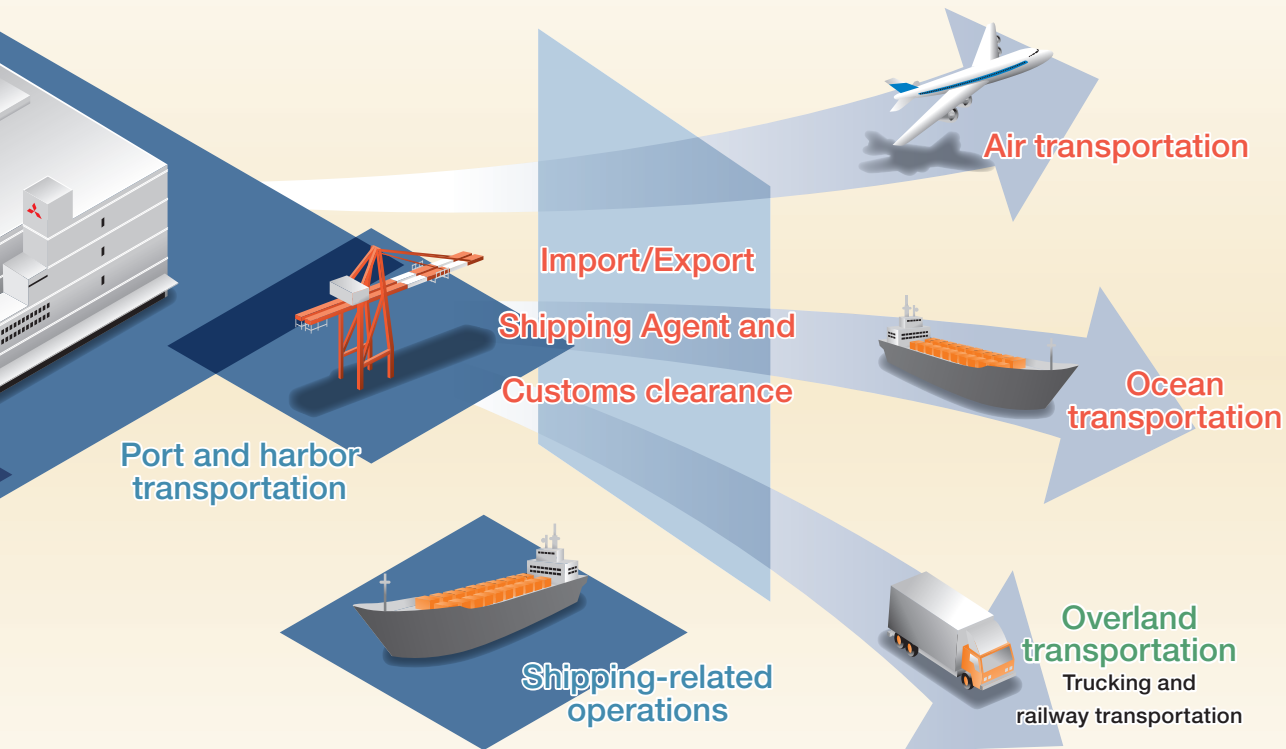 Air transportation
Import/Export
Shipping Agent and
Customs clearance
Ocean
transportation
Port and harbor
transportation
Shipping-related
operations
Overland
transportation
Trucking and
railway transportation